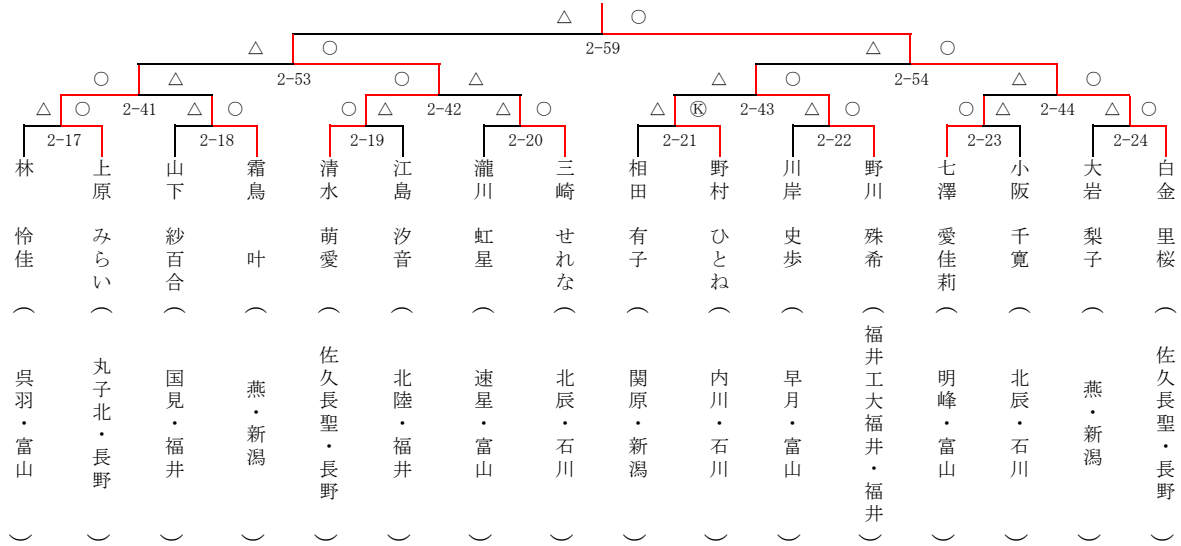 △ ○
2-59
△ ○ △ ○
2-53 2-54
○ △ ○ △ △ ○ △ ○
2-41 2-42 2-43 2-44
△ ○ △ ○ ○ △ △ ○ △ Ⓚ △ ○ ○ △ △ ○
2-17 2-18 2-19 2-20 2-21 2-22 2-23 2-24
林 怜佳（呉羽・富山）
上原 みらい（丸子北・長野）
山下 紗百合（国見・福井）
霜鳥 叶（燕・新潟）
清水 萌愛（佐久長聖・長野）
江島 汐音（北陸・福井）
瀧川 虹星（速星・富山）
三崎 せれな（北辰・石川）
相田 有子（関原・新潟）
野村 ひとね（内川・石川）
川岸 史歩（早月・富山）
野川 殊希（福井工大福井・福井）
七澤 愛佳莉（明峰・富山）
小阪 千寛（北辰・石川）
大岩 梨子（燕・新潟）
白金 里桜（佐久長聖・長野）